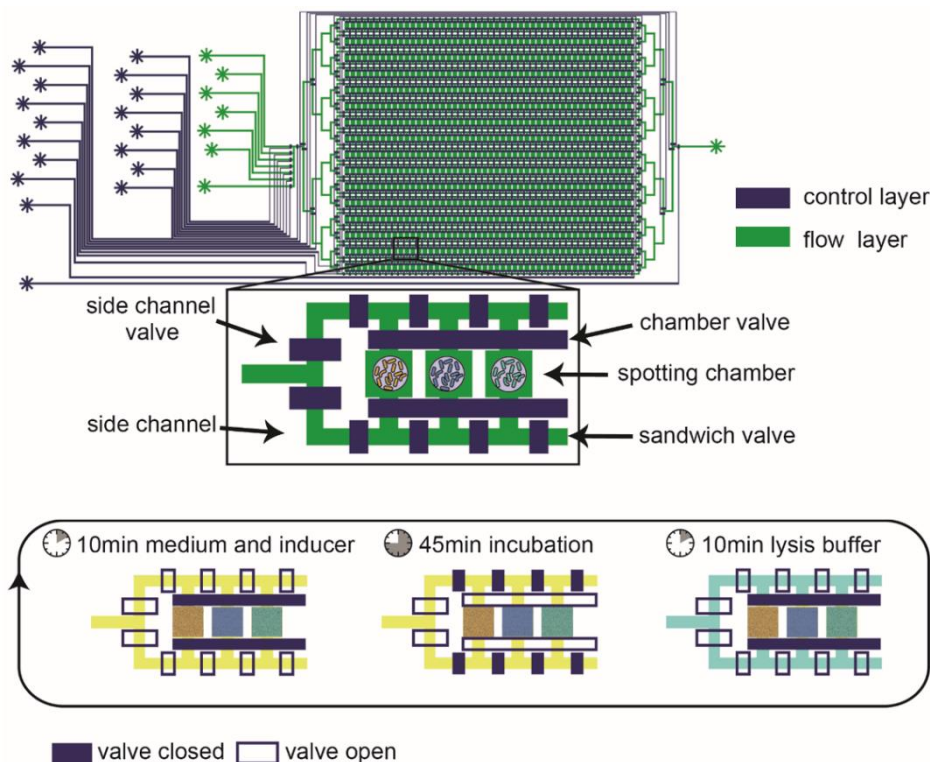 control layer
flow layer
side channel
valve
chamber valve
spotting chamber
side channel
sandwich valve
10min medium and inducer
45min incubation
10min lysis buffer
valve closed
valve open